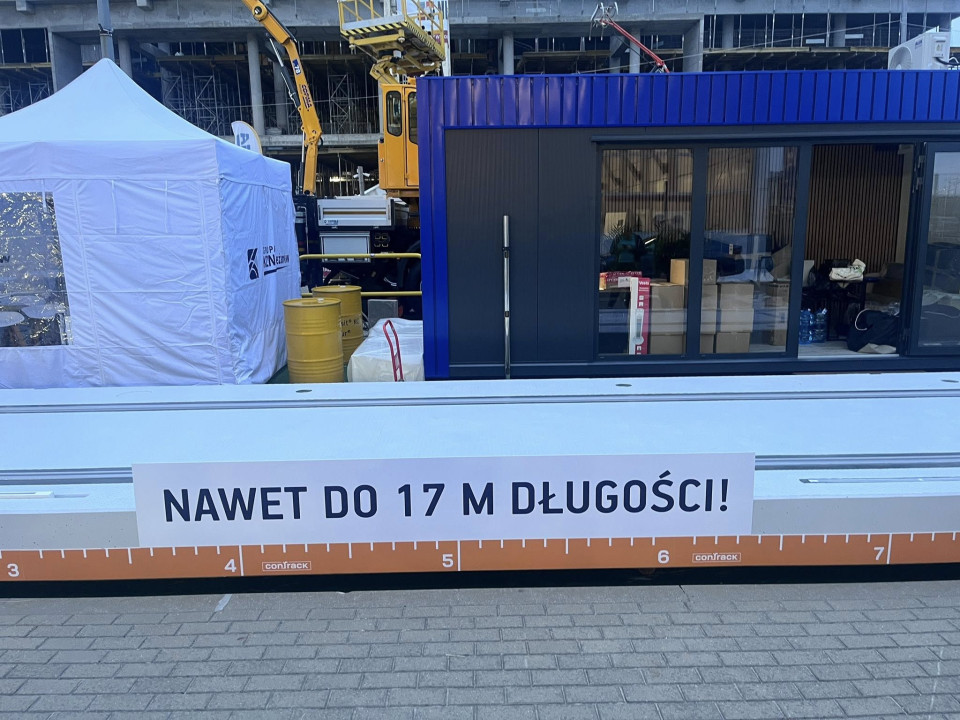 NAWET DO 17 M DŁUGOŚCI!
3 4 conTrack 5 6 conTrack 7